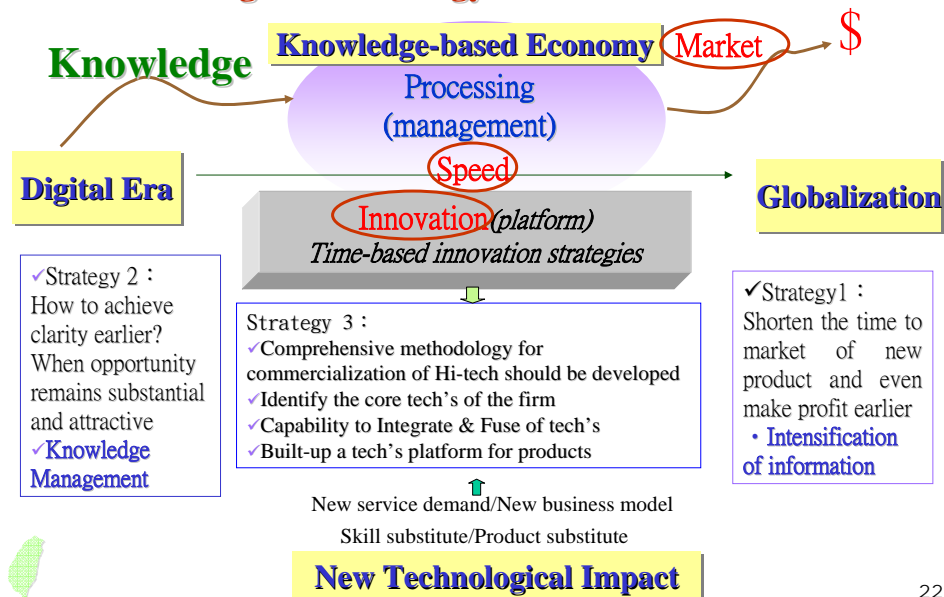 Knowledge-based Economy
Market
$
Knowledge
Processing
(management)
Speed
Digital Era
Globalization
Innovation(platform)
Time-based innovation strategies
✓Strategy 2：
How to achieve
clarity earlier?
When opportunity
remains substantial
and attractive
✓Knowledge
Management
Strategy 3：
✓Comprehensive methodology for
commercialization of Hi-tech should be developed
✓Identify the core tech's of the firm
✓Capability to Integrate & Fuse of tech's
✓Built-up a tech's platform for products
✓Strategy1：
Shorten the time to
market of new
product and even
make profit earlier
・Intensification
of information
New service demand/New business model
Skill substitute/Product substitute
New Technological Impact
22